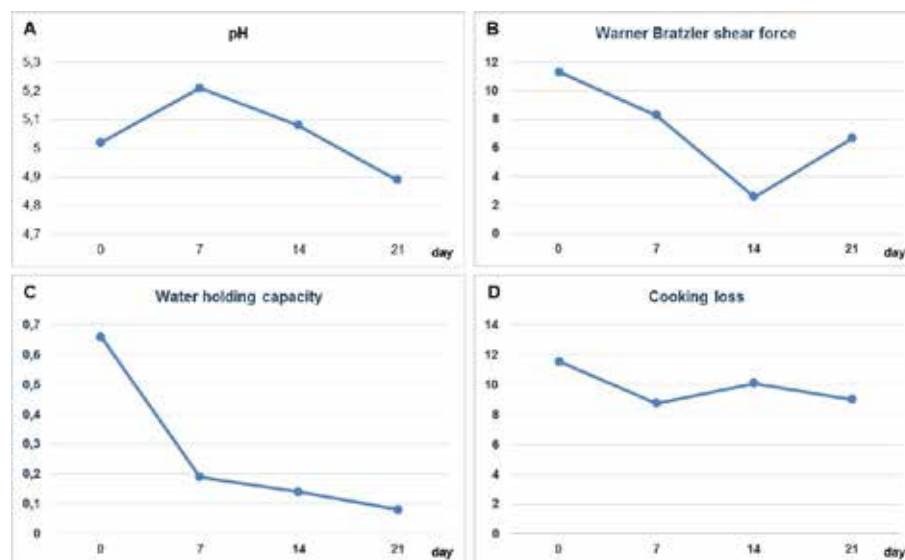 A
pH
5,3
5,2
5,1
5
4,9
4,8
4,7
0 7 14 21 day
B
Warner Bratzler shear force
12
10
8
6
4
2
0
0 7 14 21 day
C
Water holding capacity
0,7
0,6
0,5
0,4
0,3
0,2
0,1
0
0 7 14 21 day
D
Cooking loss
14
12
10
8
6
4
2
0
0 7 14 21 day